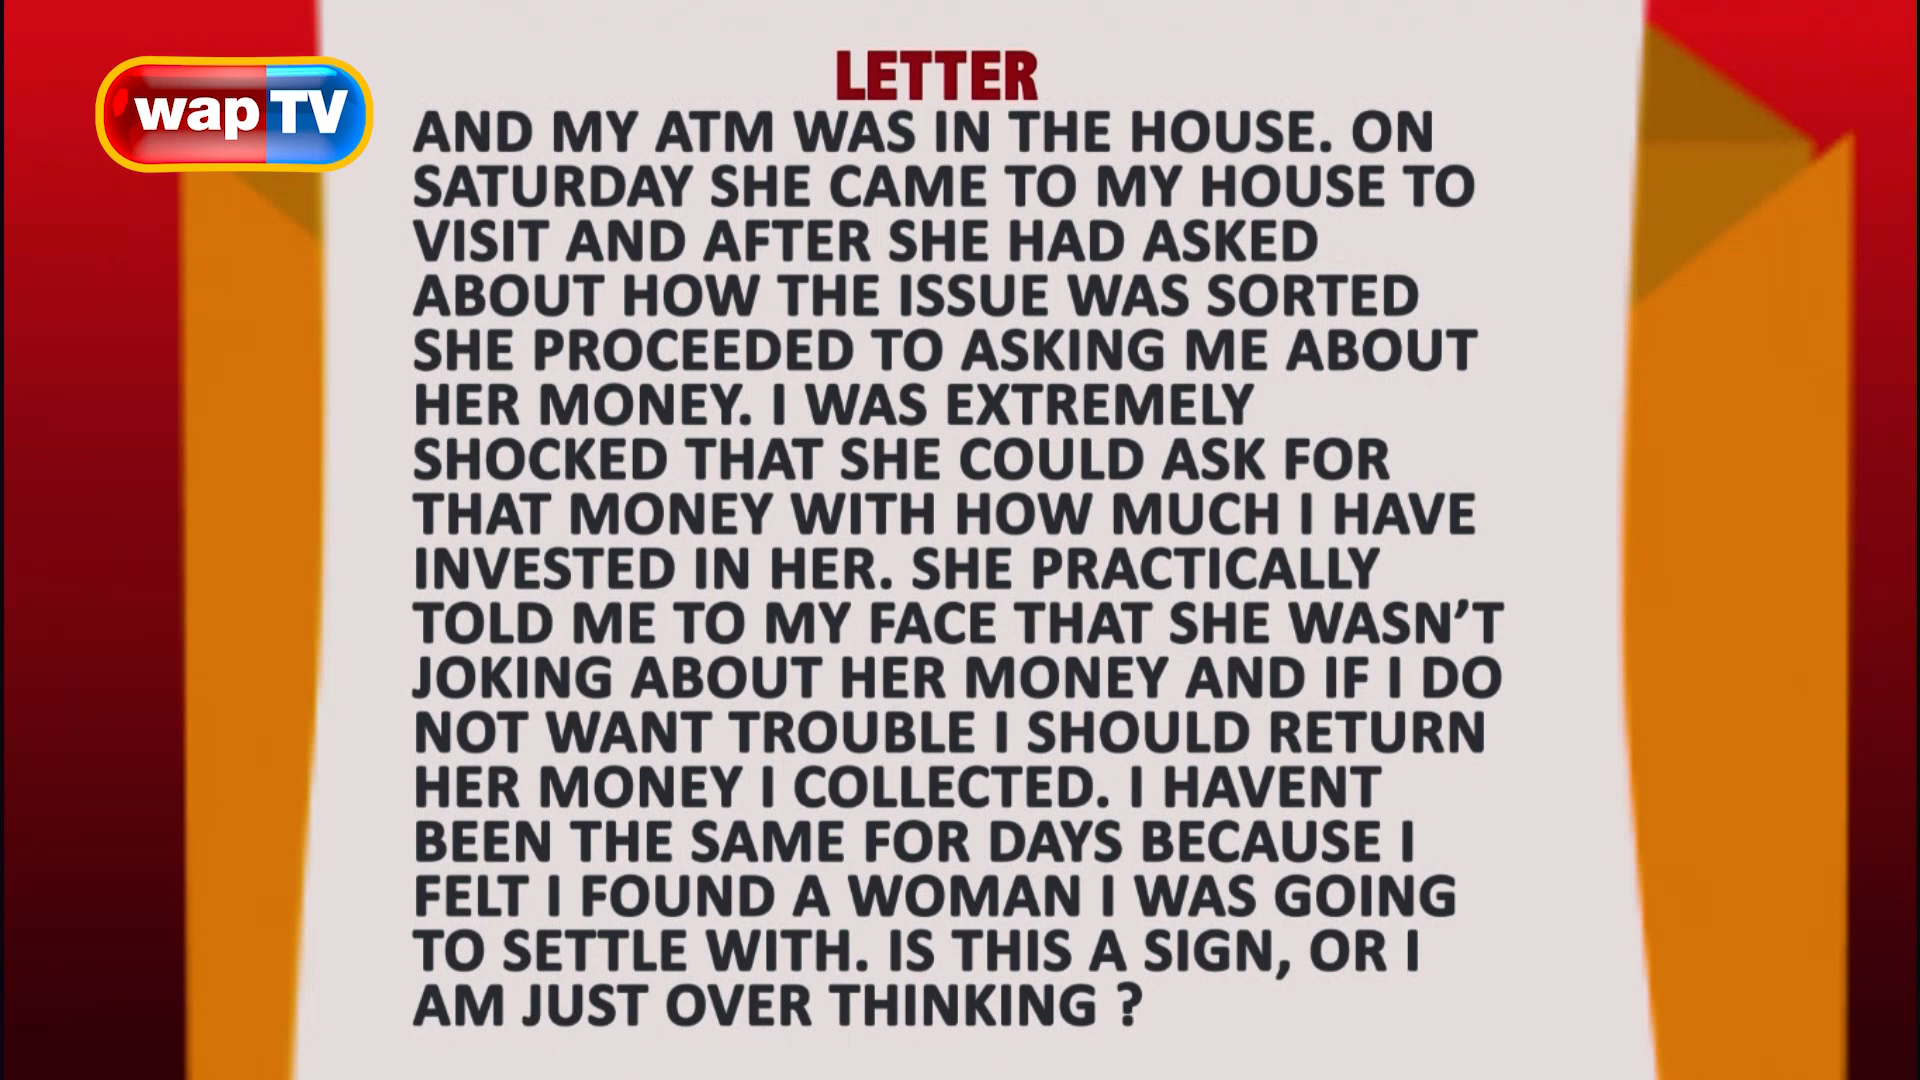 wap TV
LETTER
AND MY ATM WAS IN THE HOUSE. ON
SATURDAY SHE CAME TO MY HOUSE TO
VISIT AND AFTER SHE HAD ASKED
ABOUT HOW THE ISSUE WAS SORTED
SHE PROCEEDED TO ASKING ME ABOUT
HER MONEY. I WAS EXTREMELY
SHOCKED THAT SHE COULD ASK FOR
THAT MONEY WITH HOW MUCH I HAVE
INVESTED IN HER. SHE PRACTICALLY
TOLD ME TO MY FACE THAT SHE WASN’T
JOKING ABOUT HER MONEY AND IF I DO
NOT WANT TROUBLE I SHOULD RETURN
HER MONEY I COLLECTED. I HAVENT
BEEN THE SAME FOR DAYS BECAUSE I
FELT I FOUND A WOMAN I WAS GOING
TO SETTLE WITH. IS THIS A SIGN, OR I
AM JUST OVER THINKING ?